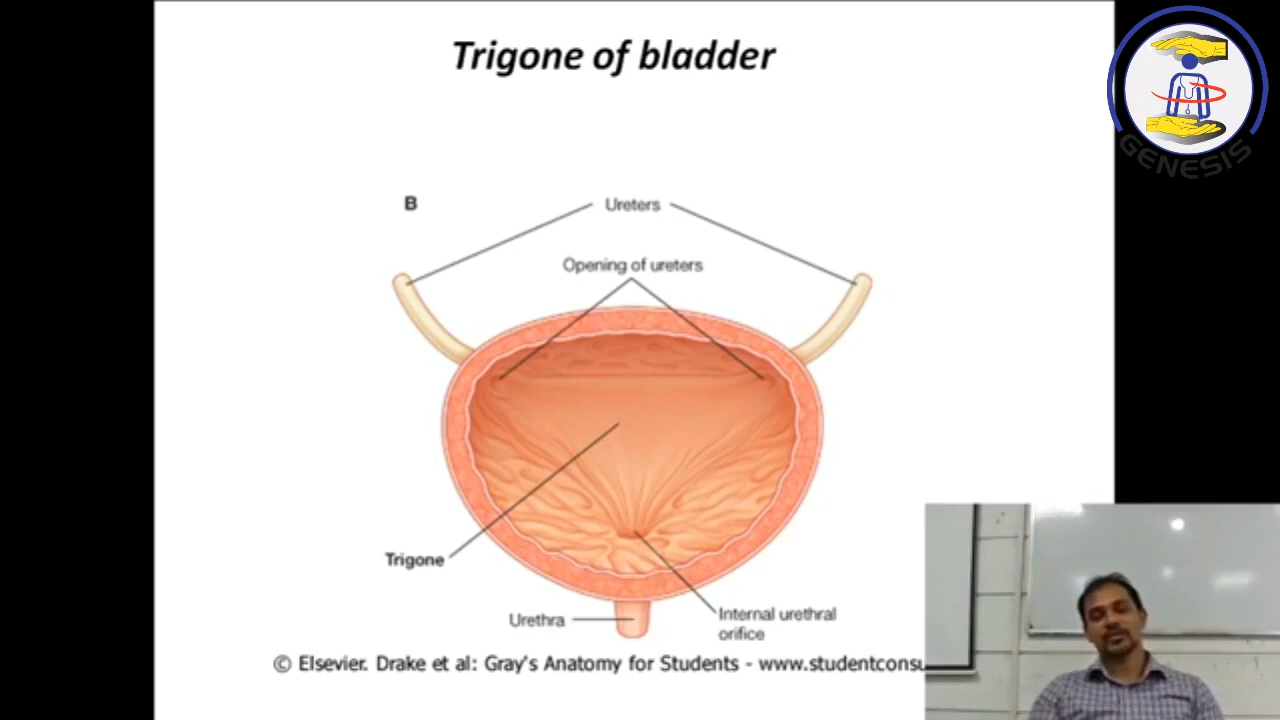 Trigone of bladder
GENESIS
B
Ureters
Opening of ureters
Trigone
Urethra
Internal urethral
orifice
© Elsevier. Drake et al: Gray's Anatomy for Students - www.studentconsu